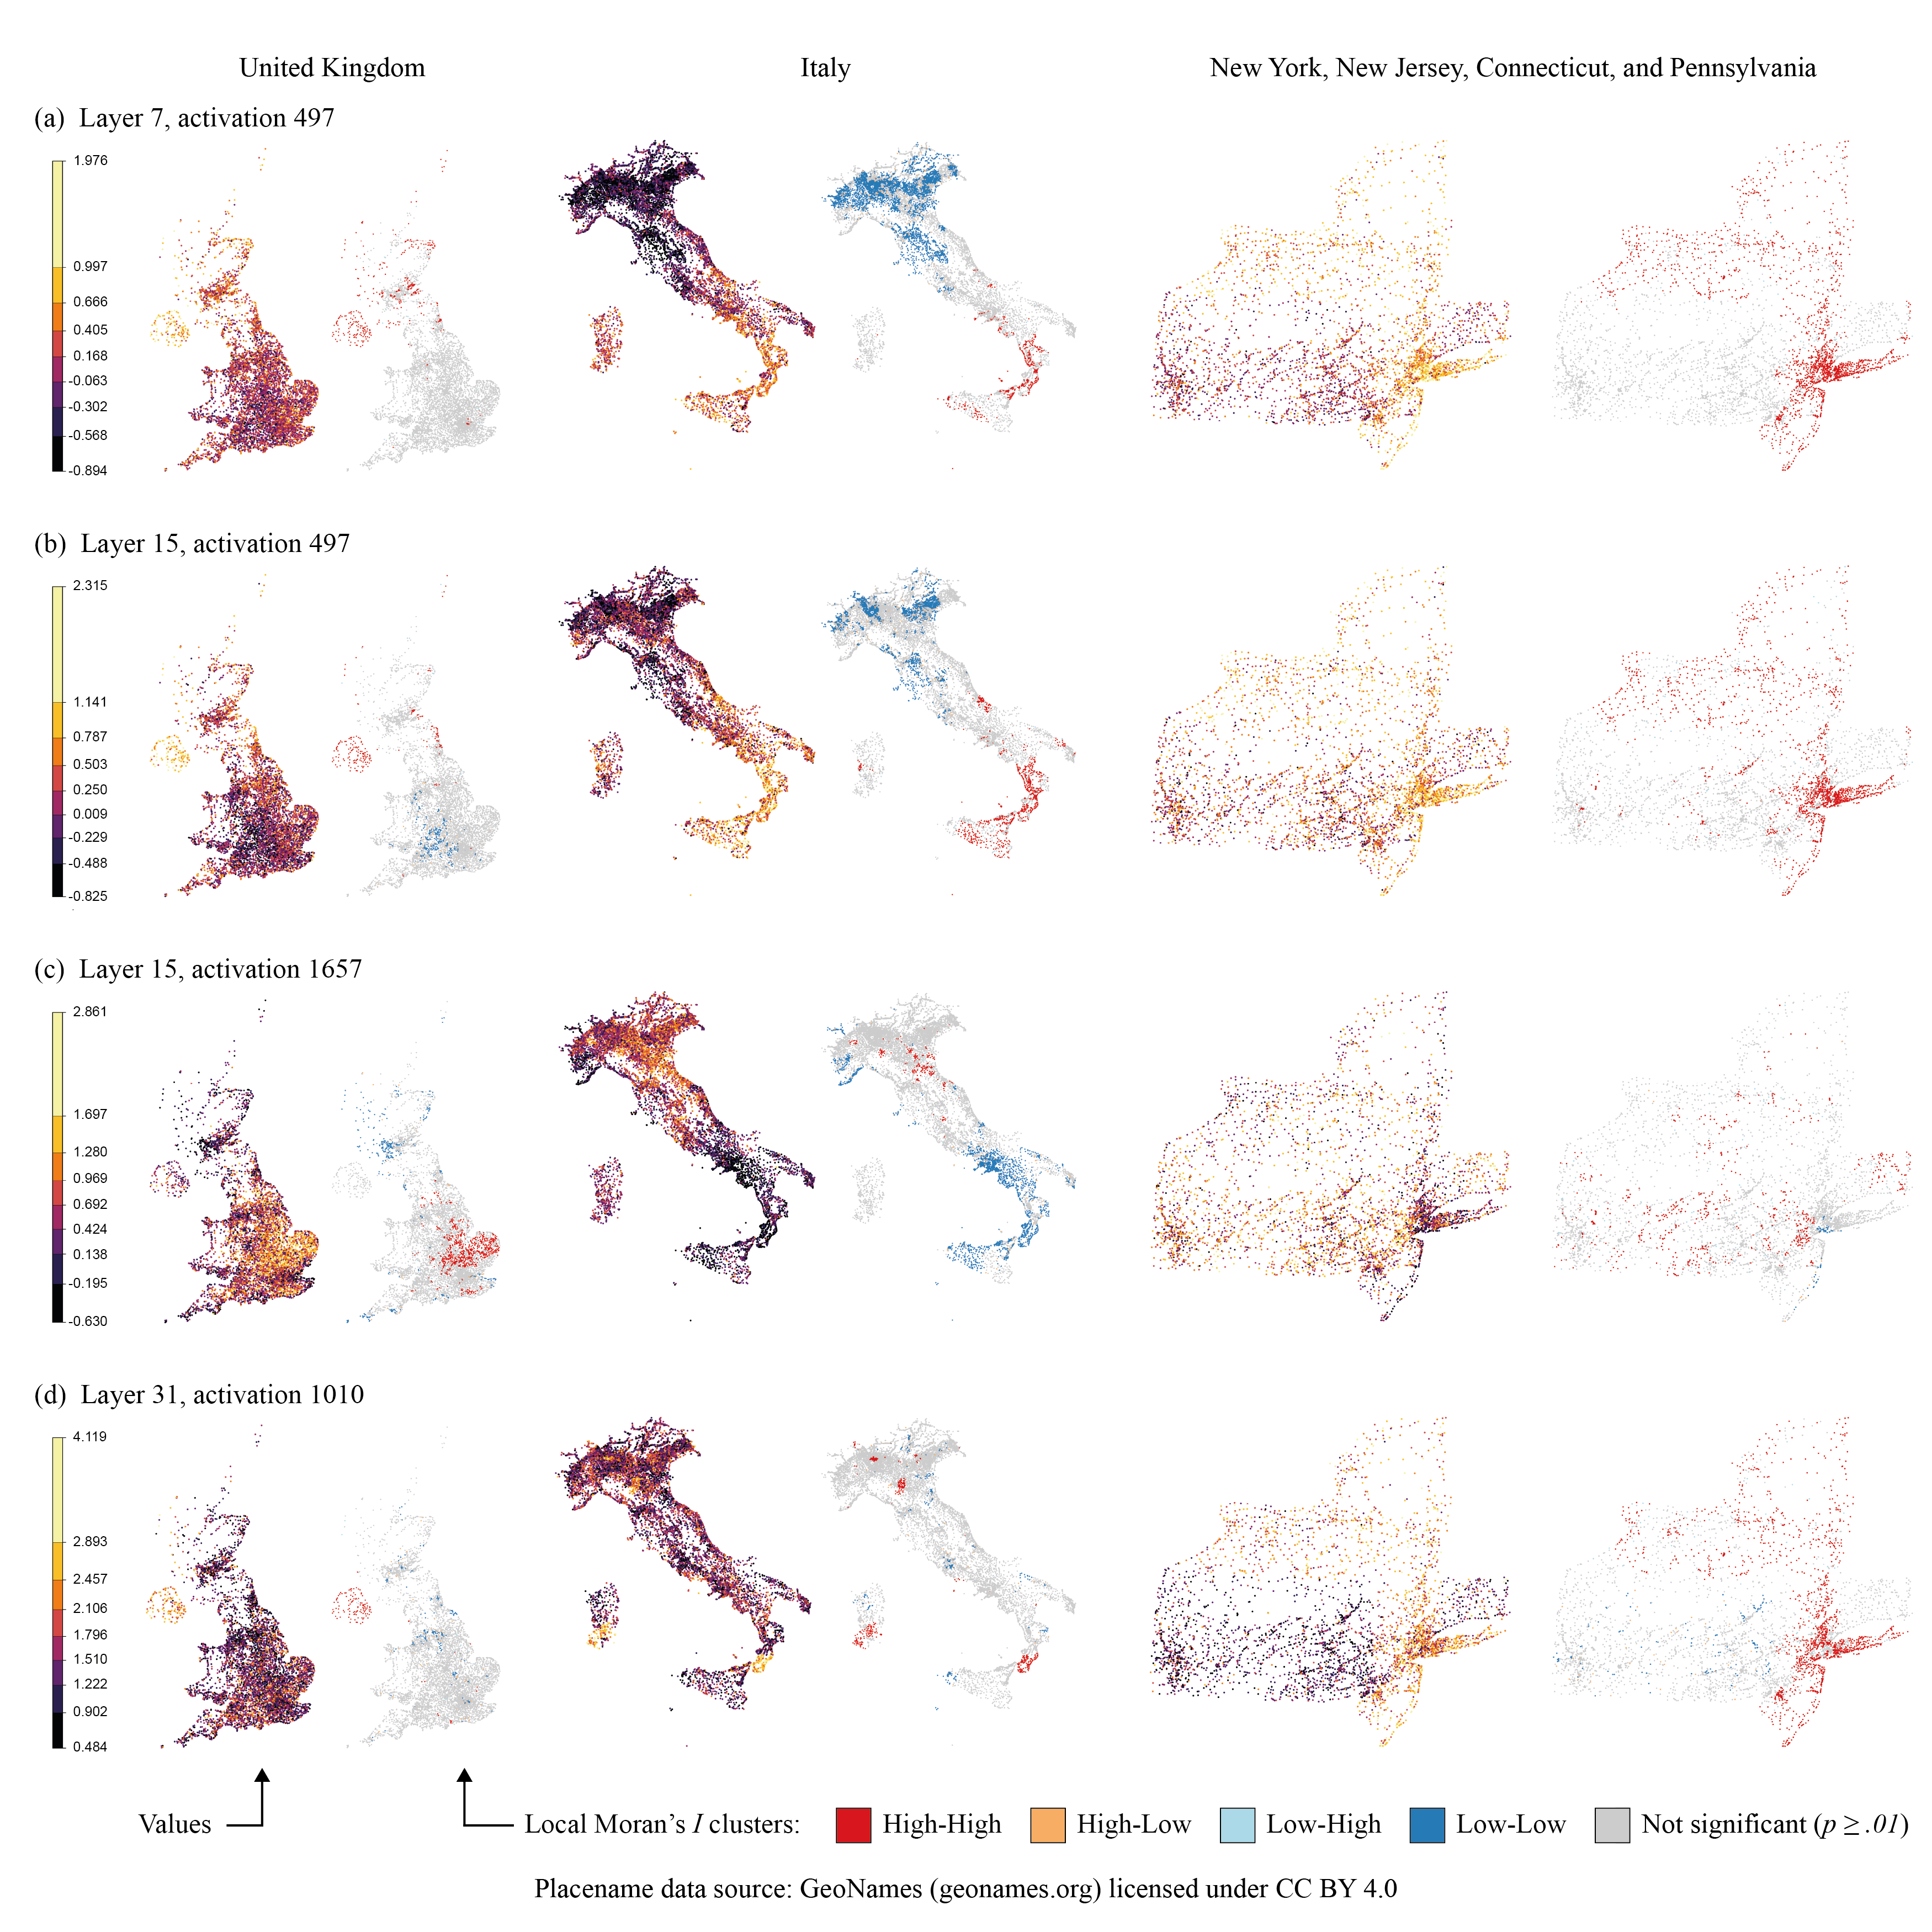 United Kingdom
Italy
New York, New Jersey, Connecticut, and Pennsylvania
(a) Layer 7, activation 497
1.976
0.997
0.666
0.405
0.168
-0.063
-0.302
-0.568
-0.894
(b) Layer 15, activation 497
2.315
1.141
0.787
0.503
0.250
0.009
-0.229
-0.488
-0.825
(c) Layer 15, activation 1657
2.861
1.697
1.280
0.969
0.692
0.424
0.138
-0.195
-0.630
(d) Layer 31, activation 1010
4.119
2.893
2.457
2.106
1.796
1.510
1.222
0.902
0.484
Values
Local Moran's I clusters:
High-High
High-Low
Low-High
Low-Low
Not significant (p ≥ .01)
Placename data source: GeoNames (geonames.org) licensed under CC BY 4.0